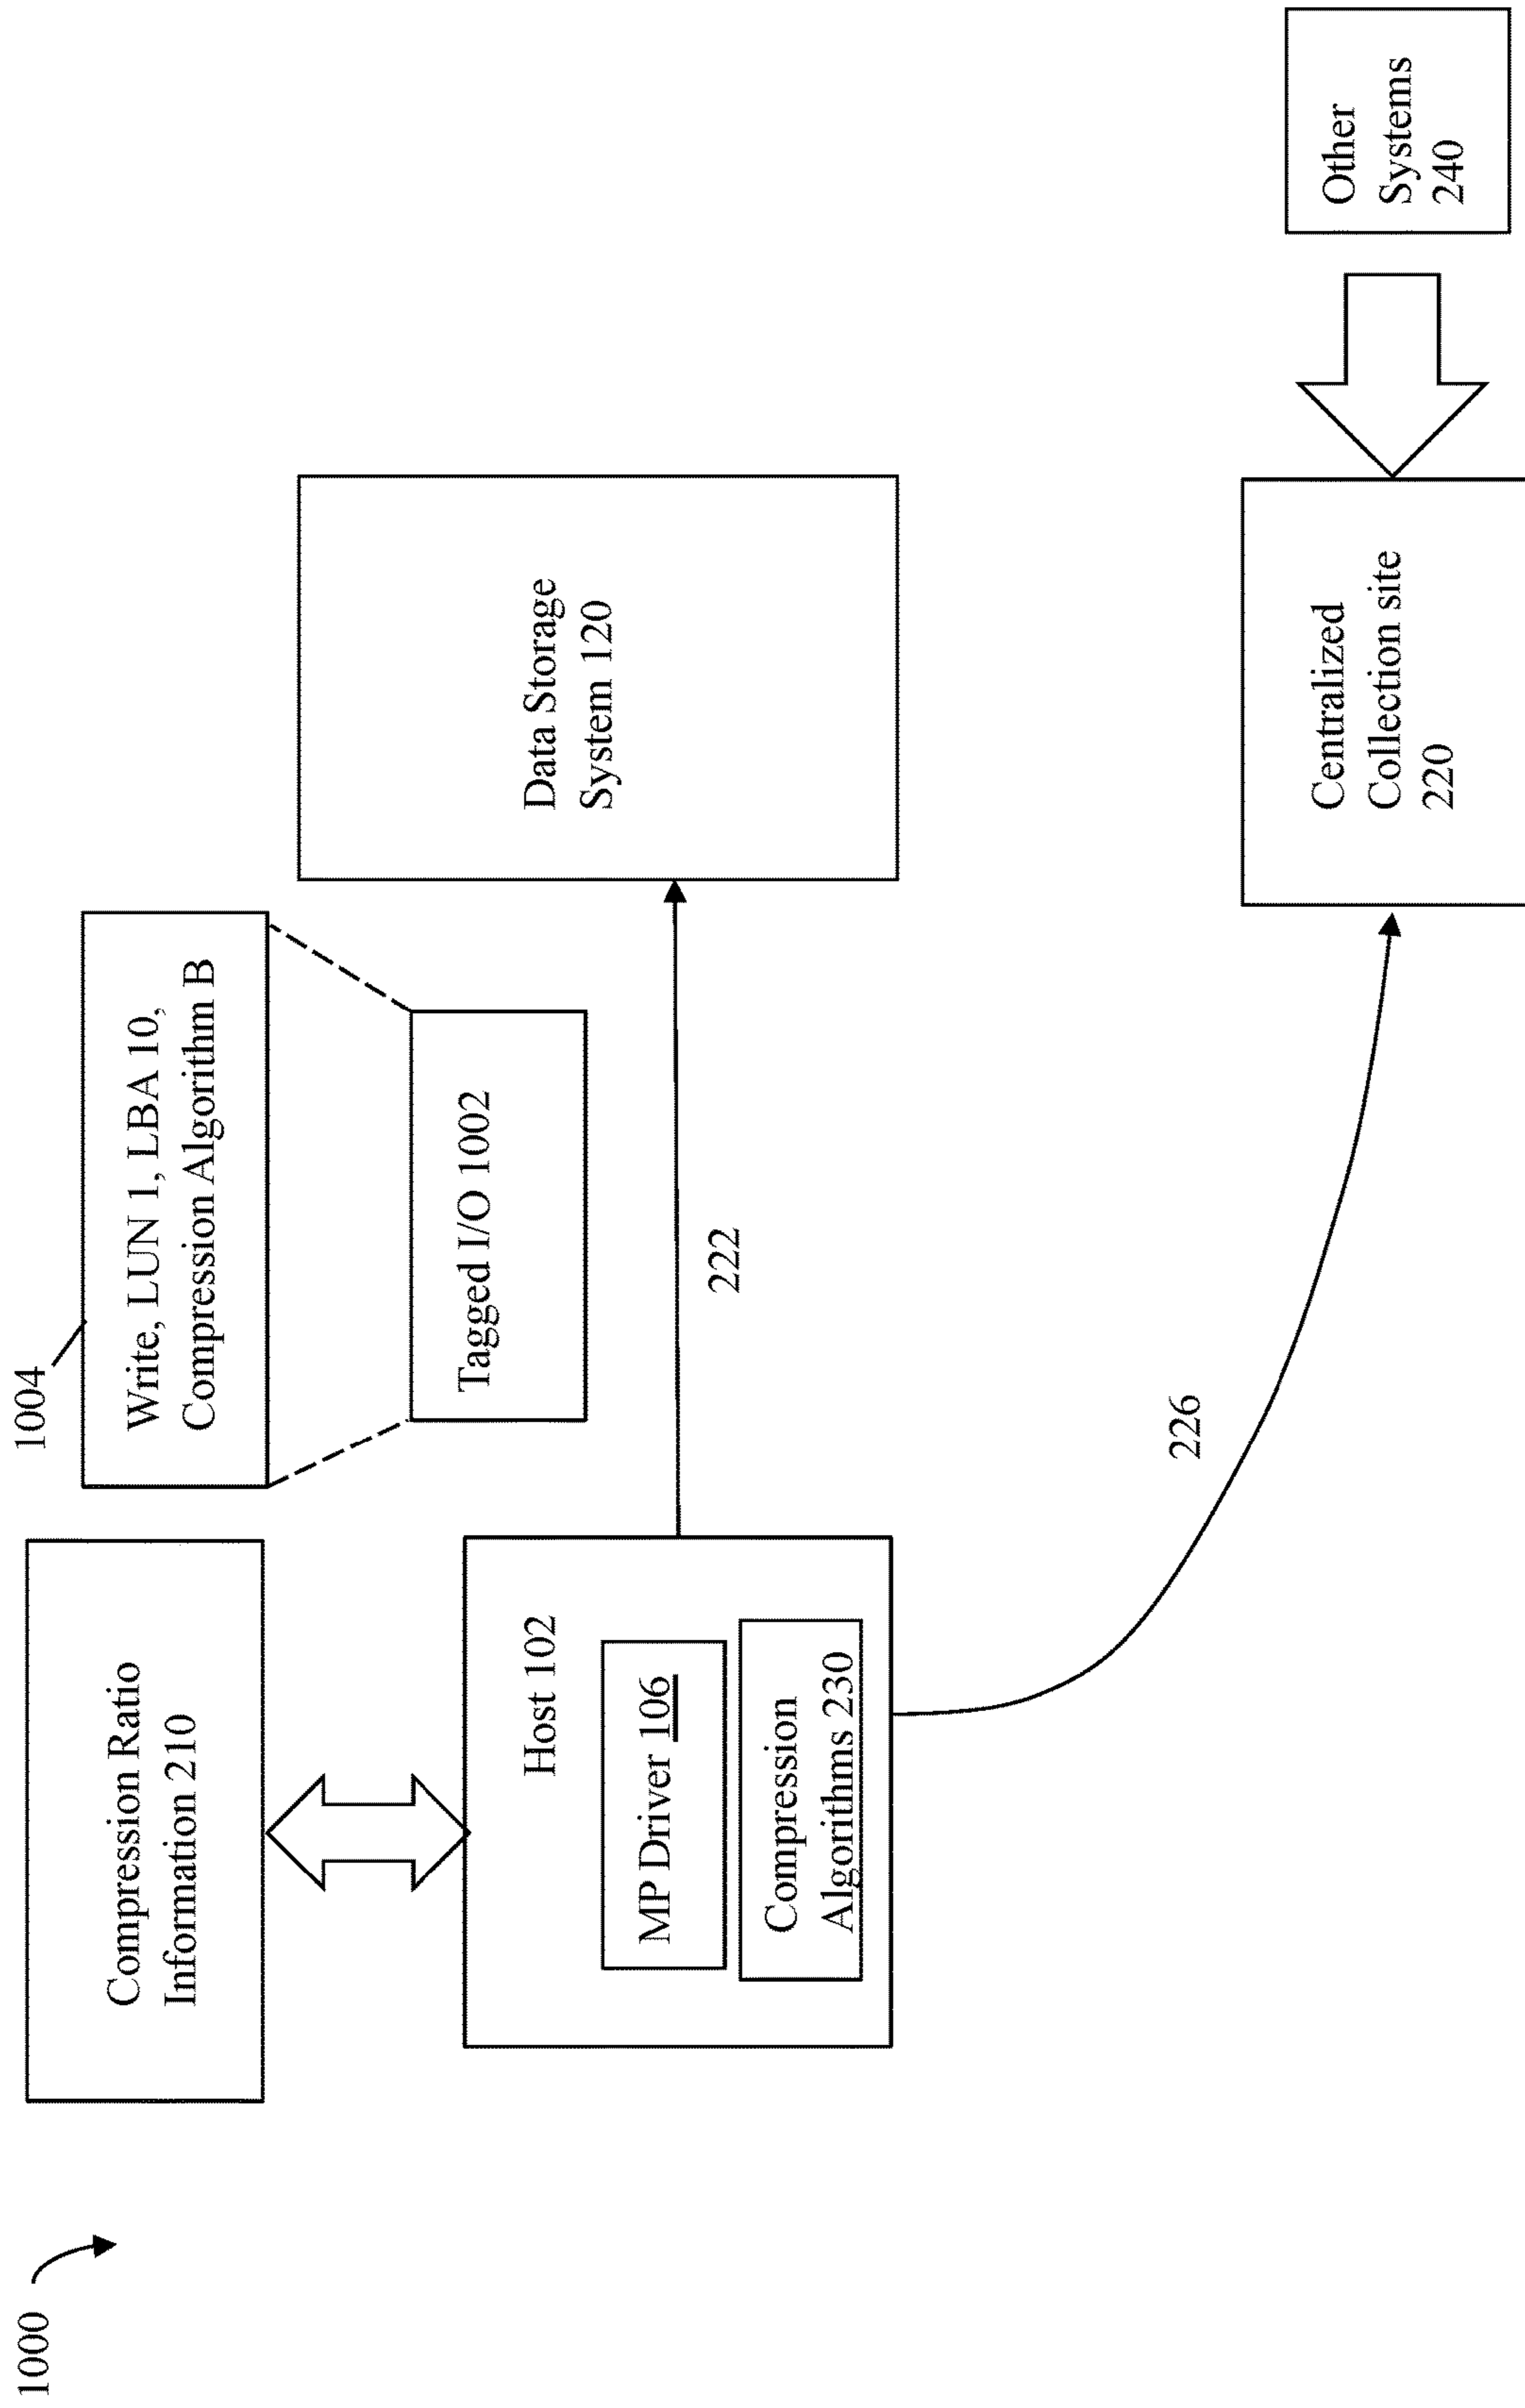 1000
Compression Ratio
Information 210
1004
Write, LUN 1, LBA 10,
Compression Algorithm B
Tagged I/O 1002
Host 102
MP Driver 106
Compression
Algorithms 230
222
Data Storage
System 120
226
Centralized
Collection site
220
Other
Systems
240